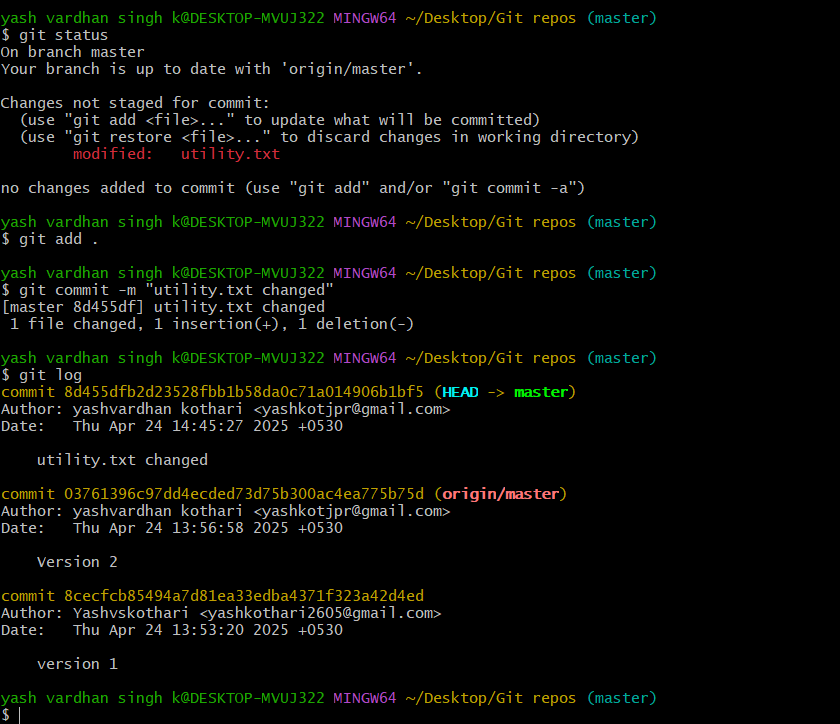 yash vardhan singh k@DESKTOP-MVUJ322 MINGW64 ~/Desktop/Git repos (master)
$ git status
On branch master
Your branch is up to date with 'origin/master'.

Changes not staged for commit:
  (use "git add <file>..." to update what will be committed)
  (use "git restore <file>..." to discard changes in working directory)
        modified:   utility.txt

no changes added to commit (use "git add" and/or "git commit -a")

yash vardhan singh k@DESKTOP-MVUJ322 MINGW64 ~/Desktop/Git repos (master)
$ git add .

yash vardhan singh k@DESKTOP-MVUJ322 MINGW64 ~/Desktop/Git repos (master)
$ git commit -m "utility.txt changed"
[master 8d455df] utility.txt changed
 1 file changed, 1 insertion(+), 1 deletion(-)

yash vardhan singh k@DESKTOP-MVUJ322 MINGW64 ~/Desktop/Git repos (master)
$ git log
commit 8d455dfb2d23528fbb1b58da0c71a014906b1bf5 (HEAD -> master)
Author: yashvardhan kothari <yashkotjpr@gmail.com>
Date:   Thu Apr 24 14:45:27 2025 +0530

    utility.txt changed

commit 03761396c97dd4ecded73d75b300ac4ea775b75d (origin/master)
Author: yashvardhan kothari <yashkotjpr@gmail.com>
Date:   Thu Apr 24 13:56:58 2025 +0530

    Version 2

commit 8cecfcb85494a7d81ea33edba4371f323a42d4ed
Author: Yashvskothari <yashkothari2605@gmail.com>
Date:   Thu Apr 24 13:53:20 2025 +0530

    version 1

yash vardhan singh k@DESKTOP-MVUJ322 MINGW64 ~/Desktop/Git repos (master)
$